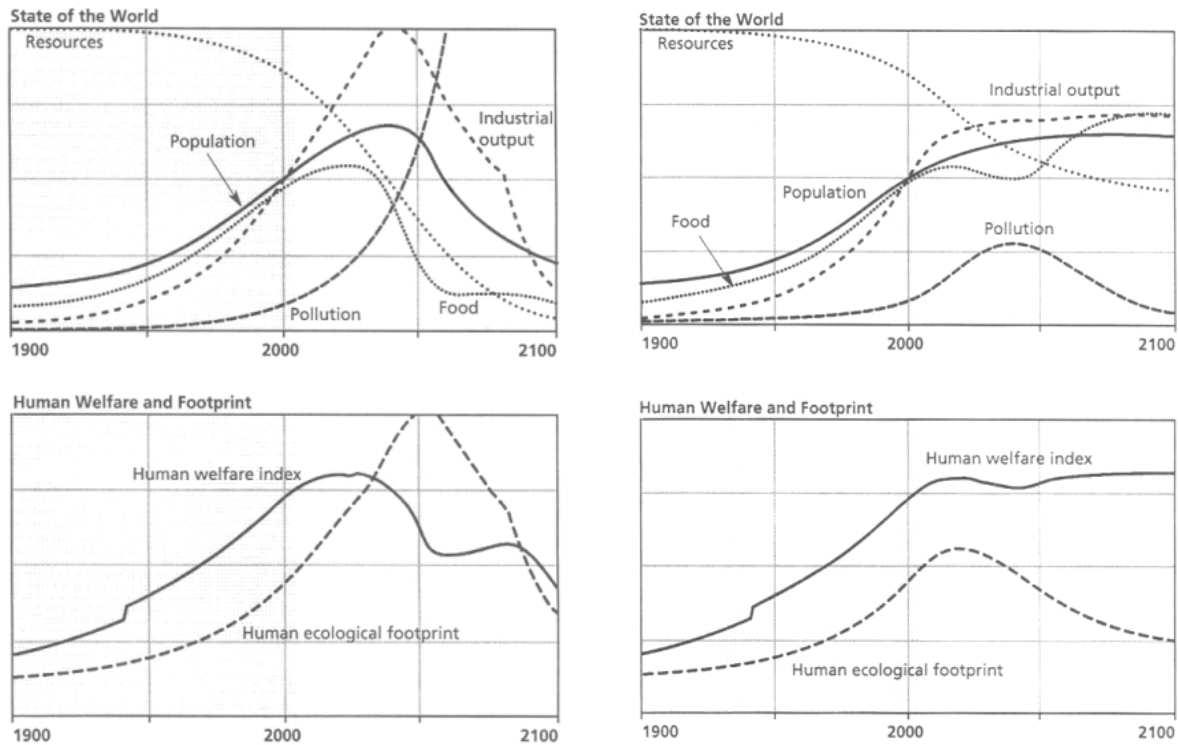 State of the World
Resources
Population
Industrial
output
Pollution
Food
1900
2000
2100
State of the World
Resources
Industrial output
Population
Food
Pollution
1900
2000
2100
Human Welfare and Footprint
Human welfare index
Human ecological footprint
1900
2000
2100
Human Welfare and Footprint
Human welfare index
Human ecological footprint
1900
2000
2100